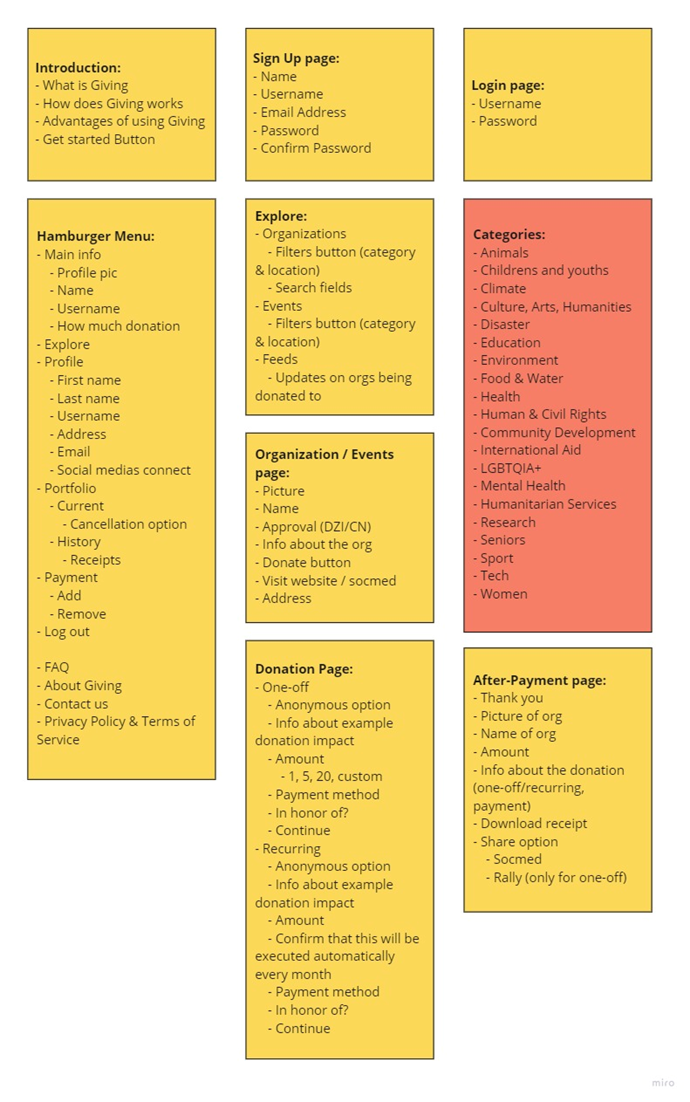 Introduction:
- What is Giving
- How does Giving works
- Advantages of using Giving
- Get started Button
Sign Up page:
- Name
- Username
- Email Address
- Password
- Confirm Password
Login page:
- Username
- Password
Hamburger Menu:
- Main info
- Profile pic
- Name
- Username
- How much donation
- Explore
- Profile
- First name
- Last name
- Username
- Address
- Email
- Social medias connect
- Portfolio
- Current
- Cancellation option
- History
- Receipts
- Payment
- Add
- Remove
- Log out
- FAQ
- About Giving
- Contact us
- Privacy Policy & Terms of
Service
Explore:
- Organizations
- Filters button (category
& location)
- Search fields
- Events
- Filters button (category
& location)
- Feeds
- Updates on orgs being
donated to
Categories:
- Animals
- Childrens and youths
- Climate
- Culture, Arts, Humanities
- Disaster
- Education
- Environment
- Food & Water
- Health
- Human & Civil Rights
- Community Development
- International Aid
- LGBTQIA+
- Mental Health
- Humanitarian Services
- Research
- Seniors
- Sport
- Tech
- Women
Organization / Events
page:
- Picture
- Name
- Approval (DZI/CN)
- Info about the org
- Donate button
- Visit website / socmed
- Address
Donation Page:
- One-off
- Anonymous option
- Info about example
donation impact
- Amount
- 1, 5, 20, custom
- Payment method
- In honor of?
- Continue
- Recurring
- Anonymous option
- Info about example
donation impact
- Amount
- Confirm that this will be
executed automatically
every month
- Payment method
- In honor of?
- Continue
After-Payment page:
- Thank you
- Picture of org
- Name of org
- Amount
- Info about the donation
(one-off/recurring,
payment)
- Download receipt
- Share option
- Socmed
- Rally (only for one-off)
miro